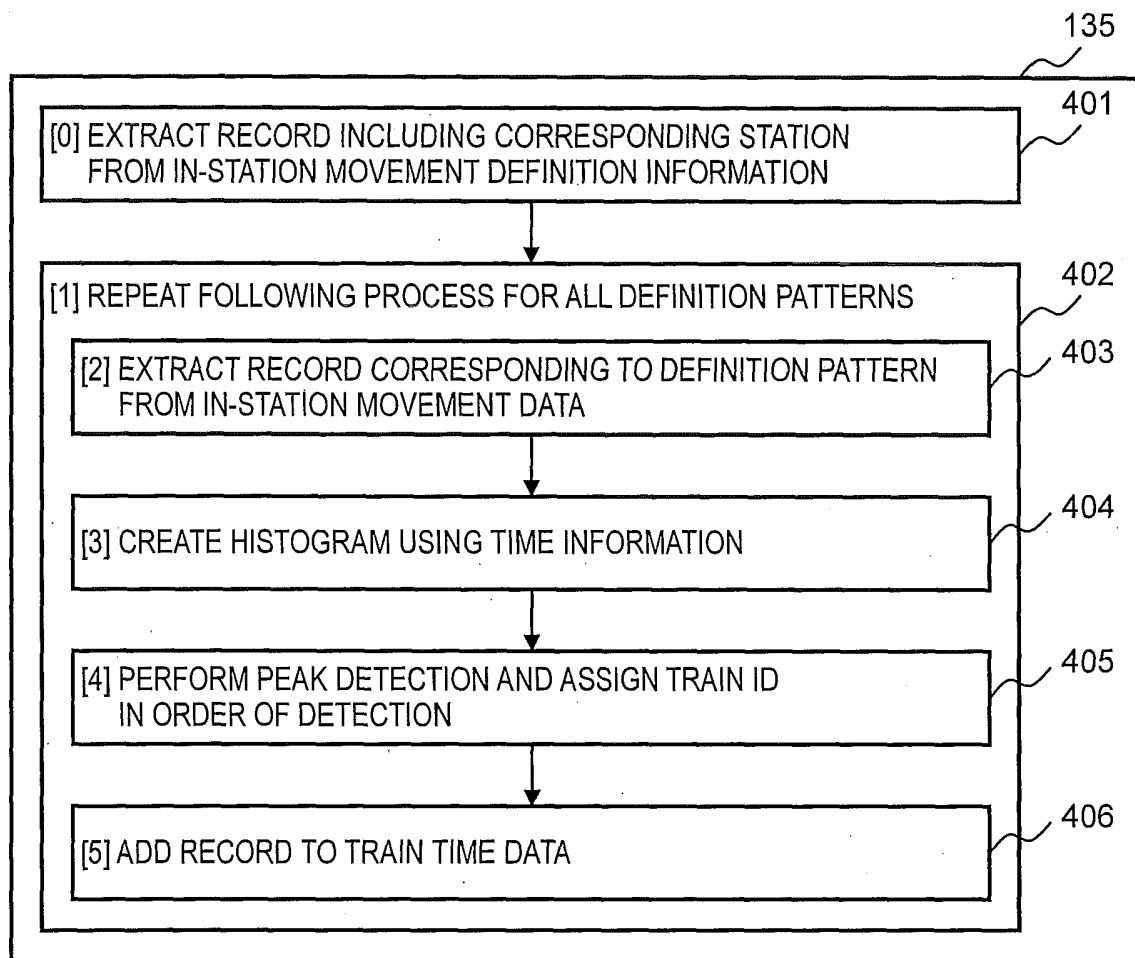 135
401
[0] EXTRACT RECORD INCLUDING CORRESPONDING STATION
FROM IN-STATION MOVEMENT DEFINITION INFORMATION
402
[1] REPEAT FOLLOWING PROCESS FOR ALL DEFINITION PATTERNS
403
[2] EXTRACT RECORD CORRESPONDING TO DEFINITION PATTERN
FROM IN-STATION MOVEMENT DATA
404
[3] CREATE HISTOGRAM USING TIME INFORMATION
405
[4] PERFORM PEAK DETECTION AND ASSIGN TRAIN ID
IN ORDER OF DETECTION
406
[5] ADD RECORD TO TRAIN TIME DATA